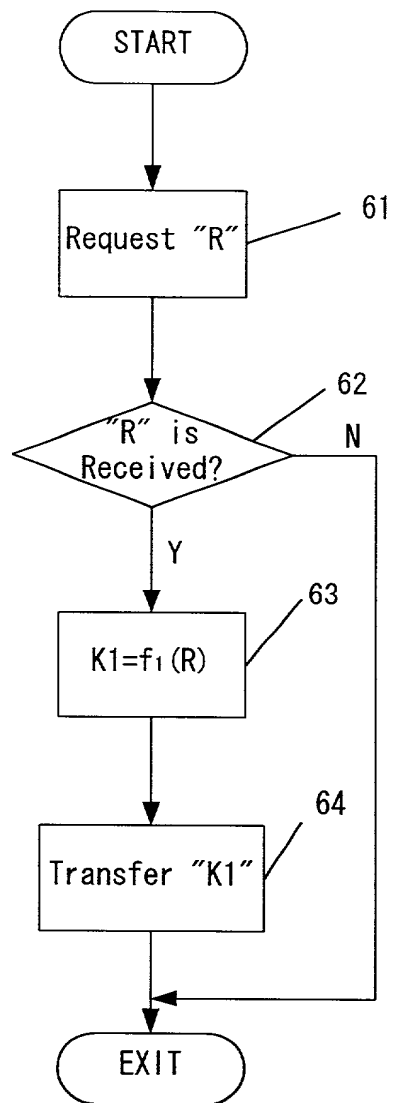 START
Request "R"
61
62
"R" is
Received?
N
Y
63
K1=f₁(R)
64
Transfer "K1"
EXIT